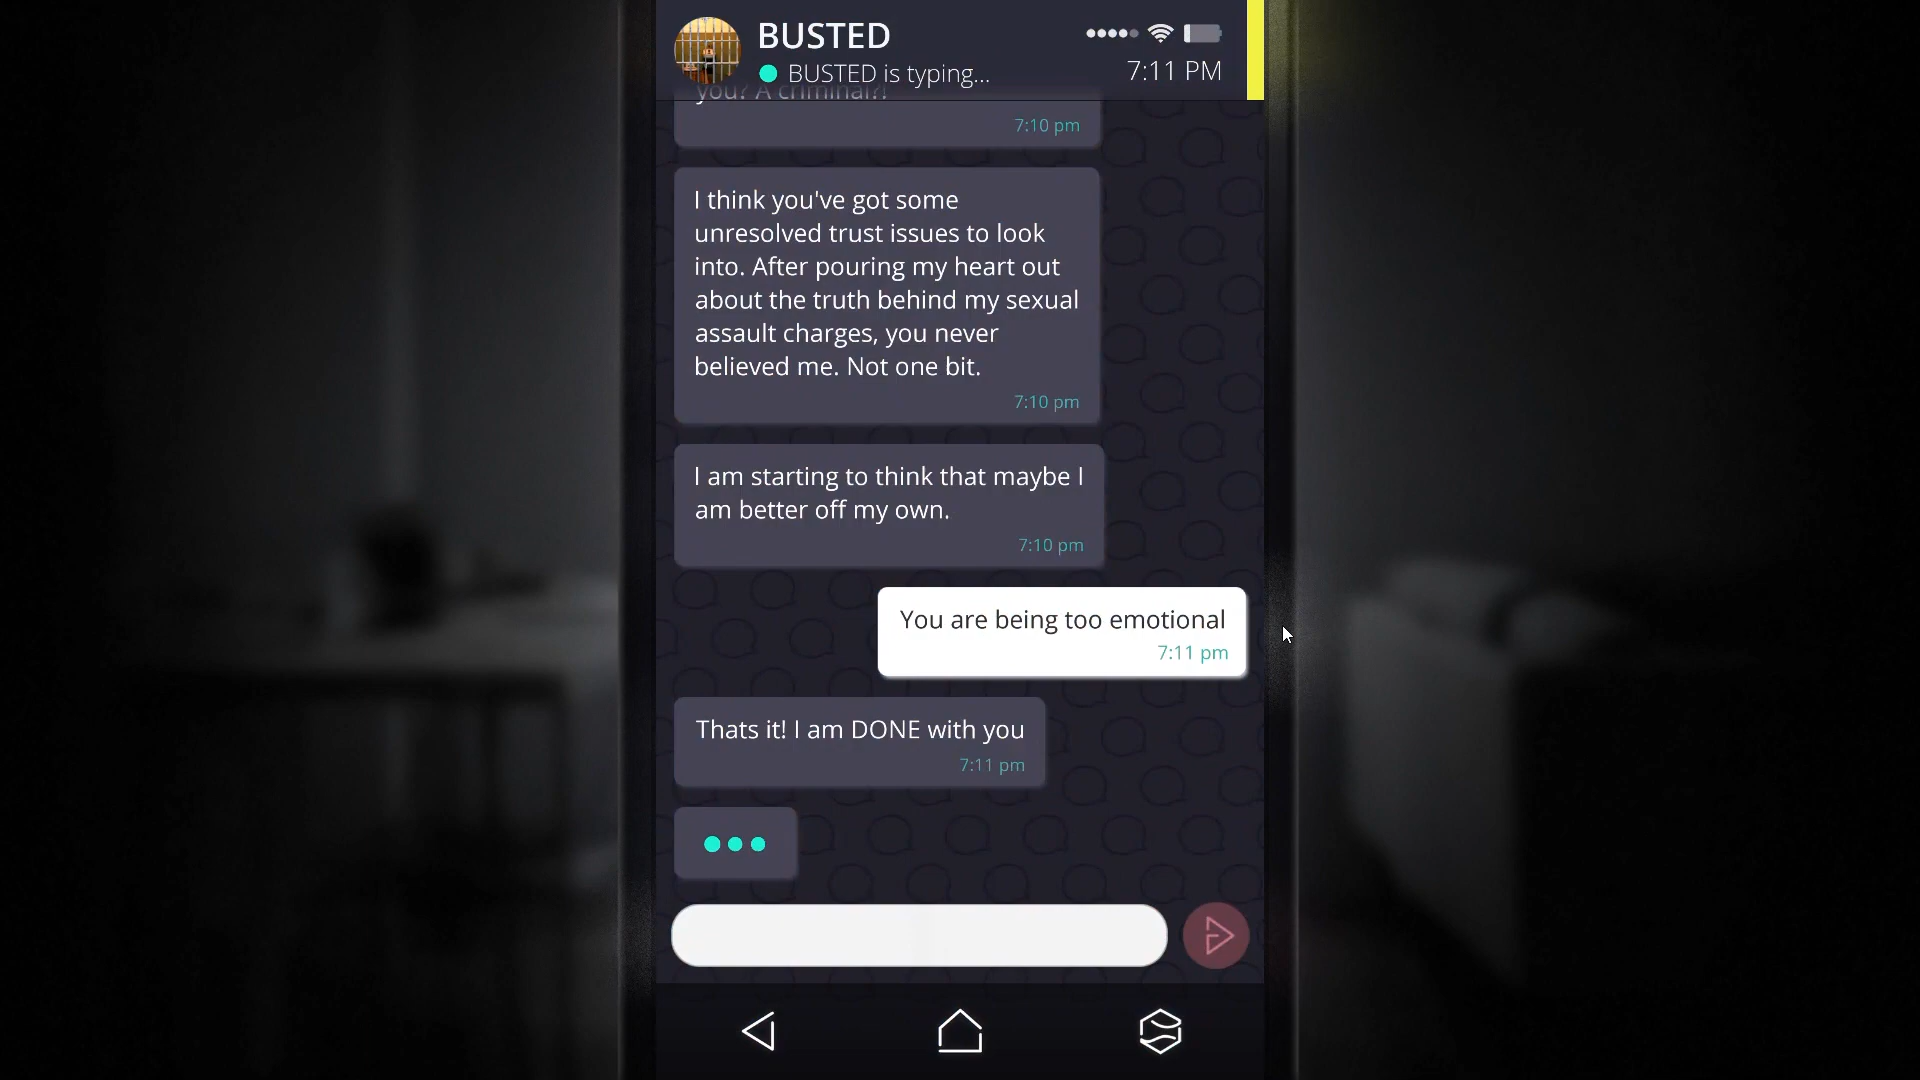 BUSTED
BUSTED is typing...
7:11 PM
you? A criminal?!
7:10 pm
I think you've got some
unresolved trust issues to look
into. After pouring my heart out
about the truth behind my sexual
assault charges, you never
believed me. Not one bit.
7:10 pm
I am starting to think that maybe I
am better off my own.
7:10 pm
You are being too emotional
7:11 pm
Thats it! I am DONE with you
7:11 pm